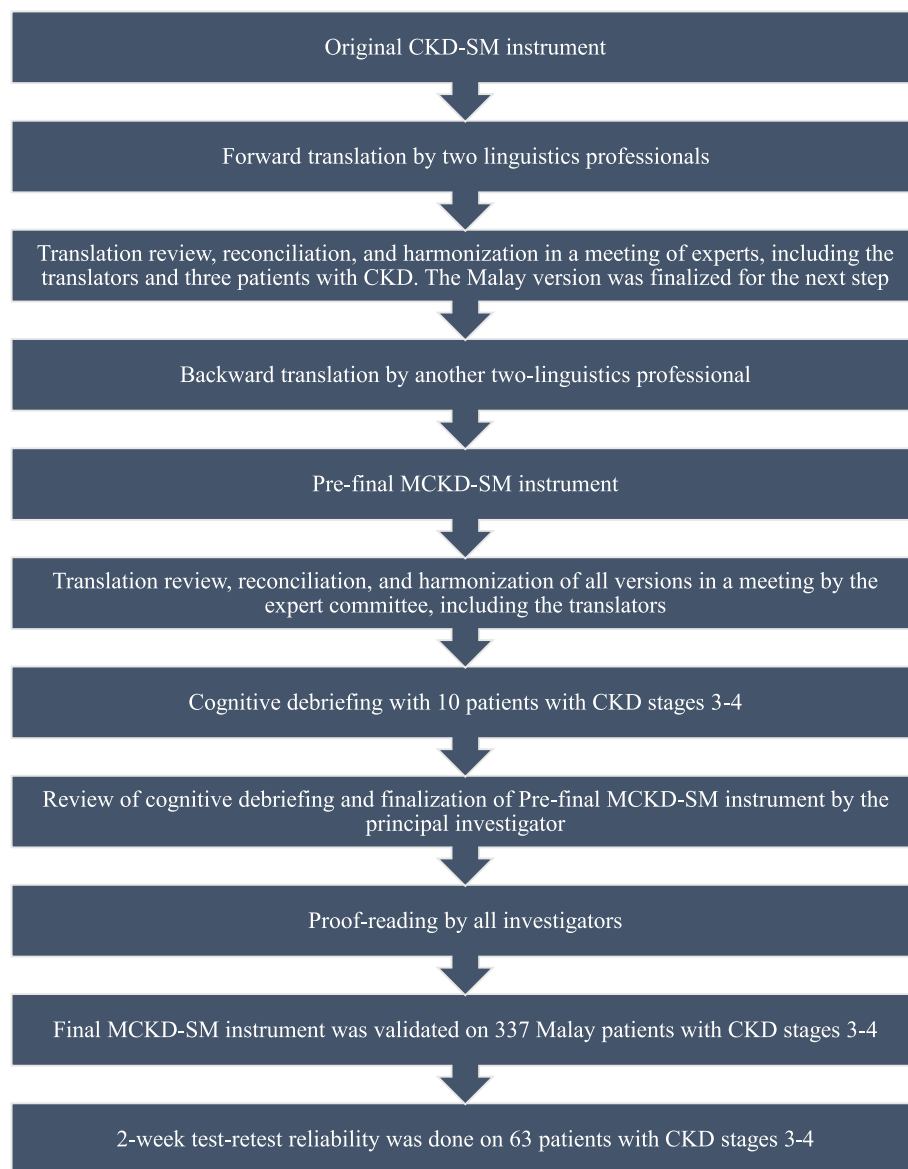 Original CKD-SM instrument
Forward translation by two linguistics professionals
Translation review, reconciliation, and harmonization in a meeting of experts, including the
translators and three patients with CKD. The Malay version was finalized for the next step
Backward translation by another two-linguistics professional
Pre-final MCKD-SM instrument
Translation review, reconciliation, and harmonization of all versions in a meeting by the
expert committee, including the translators
Cognitive debriefing with 10 patients with CKD stages 3-4
Review of cognitive debriefing and finalization of Pre-final MCKD-SM instrument by the
principal investigator
Proof-reading by all investigators
Final MCKD-SM instrument was validated on 337 Malay patients with CKD stages 3-4
2-week test-retest reliability was done on 63 patients with CKD stages 3-4